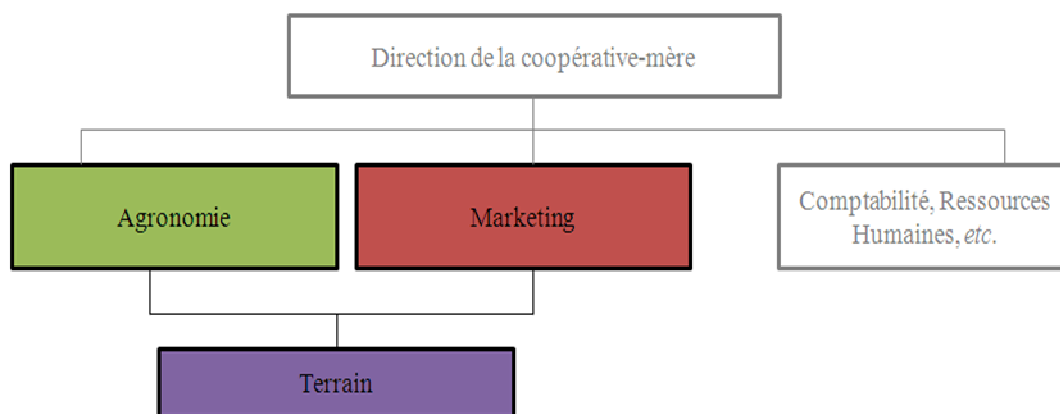 Direction de la coopérative-mère
Agronomie
Marketing
Comptabilité, Ressources
Humaines, etc.
Terrain